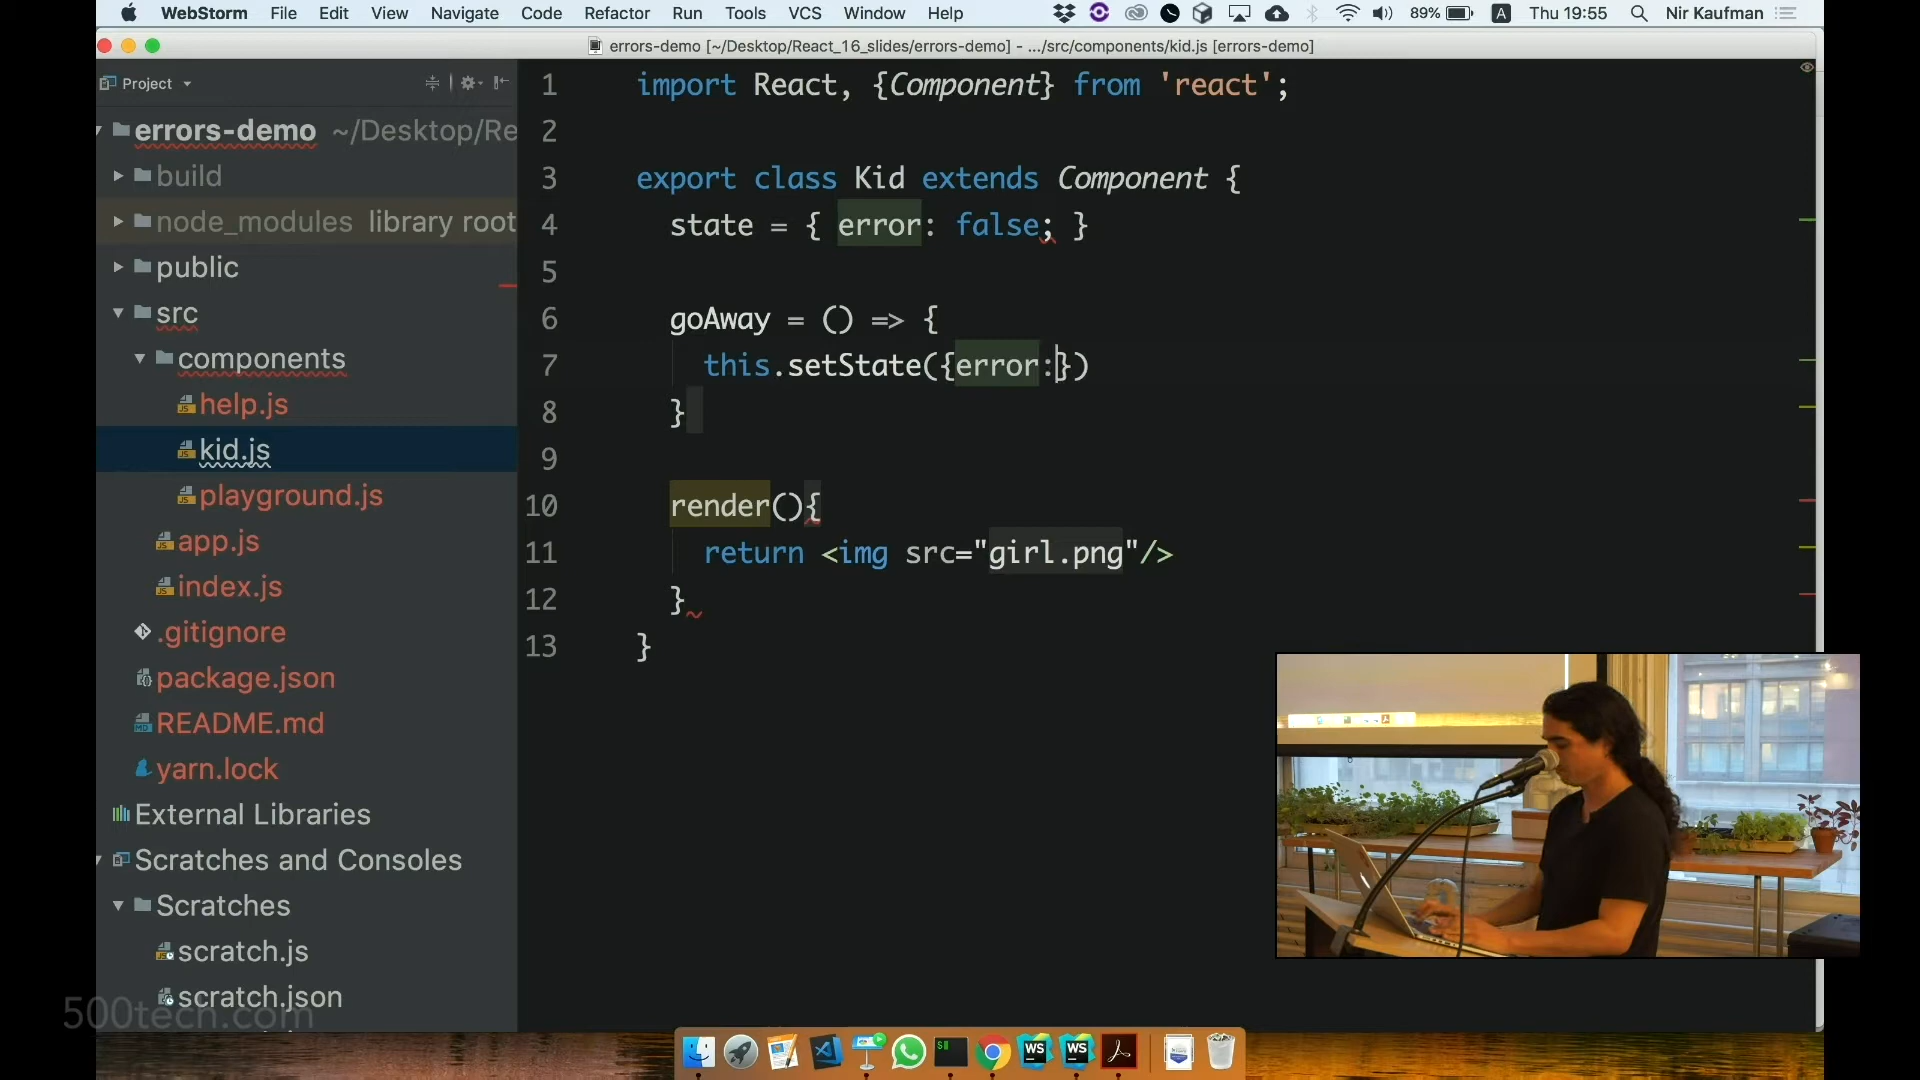 WebStorm File Edit View Navigate Code Refactor Run Tools VCS Window Help 89% A Thu 19:55 Nir Kaufman
errors-demo [~/Desktop/React_16_slides/errors-demo] - .../src/components/kid.js [errors-demo]
Project
errors-demo ~/Desktop/Re
build
node_modules library root
public
src
components
help.js
kid.js
playground.js
app.js
index.js
.gitignore
package.json
README.md
yarn.lock
External Libraries
Scratches and Consoles
Scratches
scratch.js
scratch.json
1 import React, {Component} from 'react';
2
3 export class Kid extends Component {
4 state = { error: false; }
5
6 goAway = () => {
7 this.setState({error:})
8 }
9
10 render(){
11 return <img src="girl.png"/>
12 }
13 }
500tech.com
WS WS